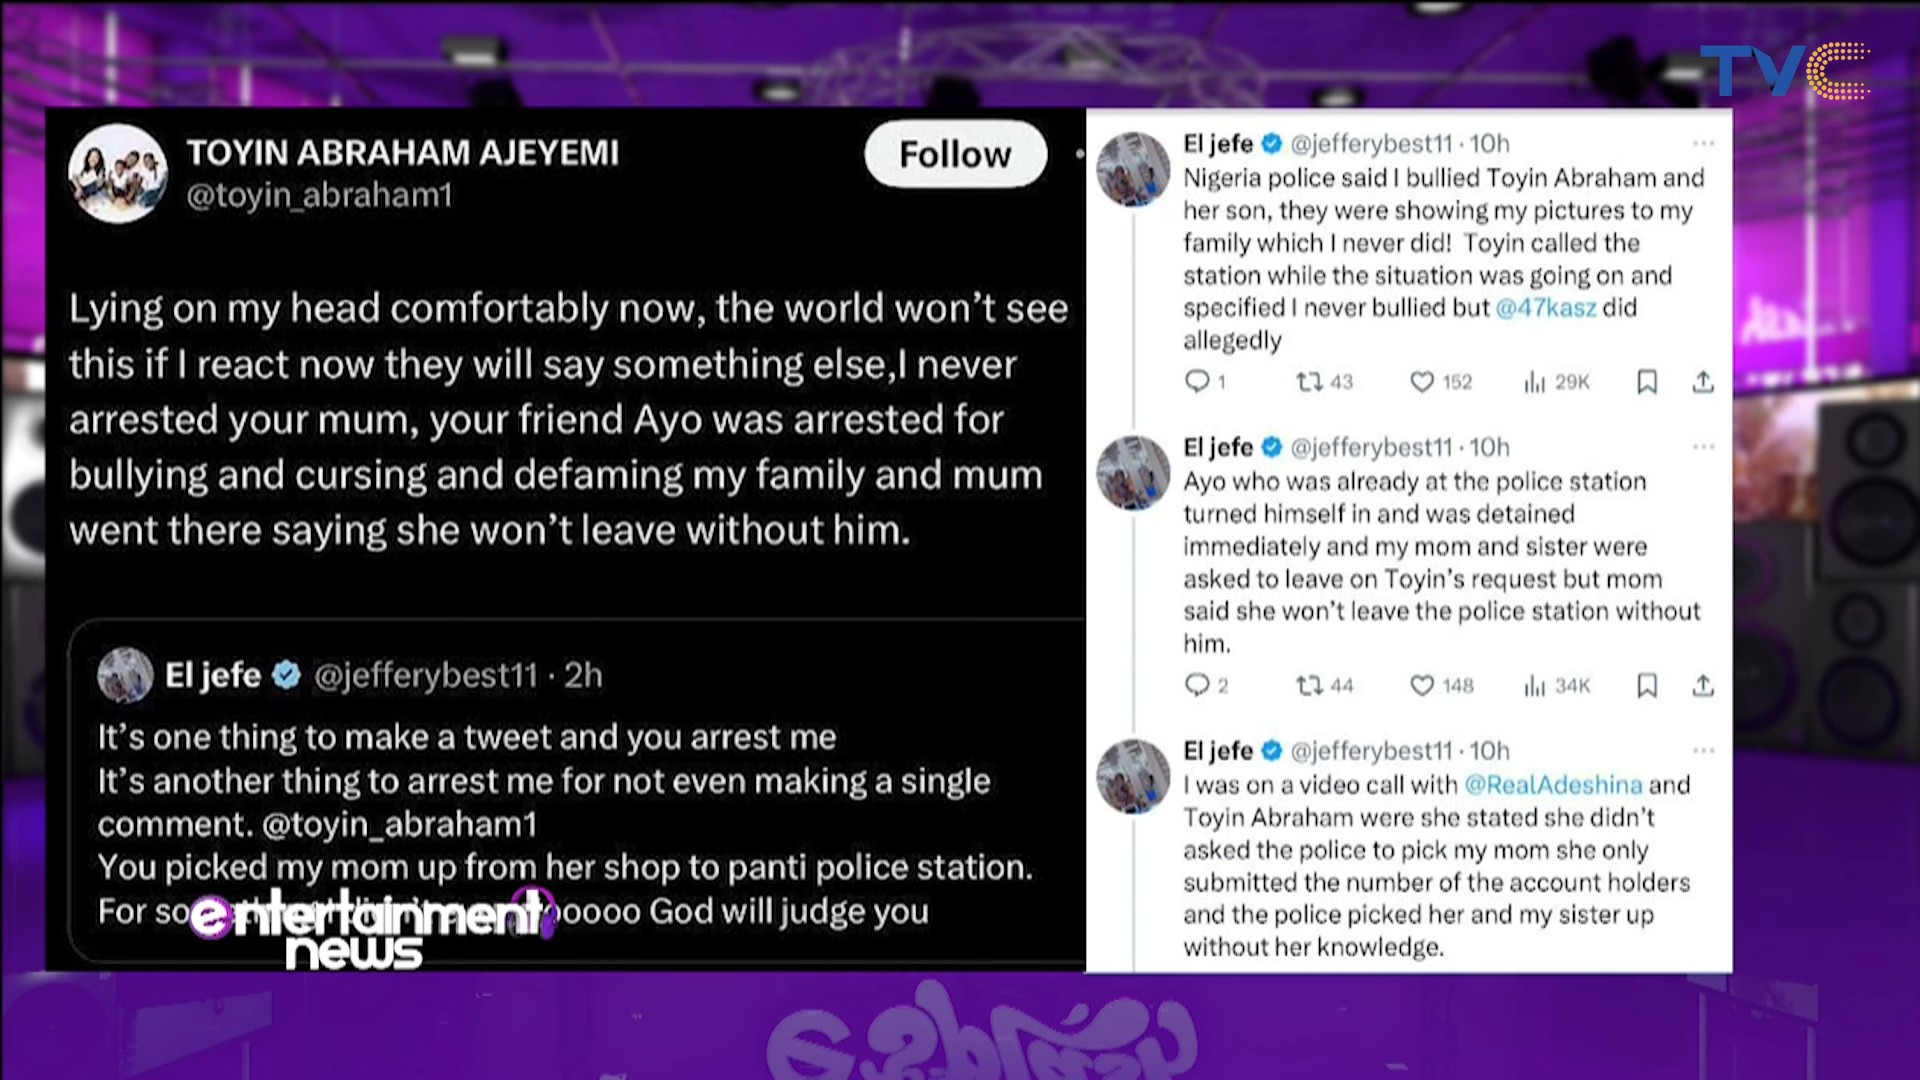 TVC
TOYIN ABRAHAM AJEYEMI
@toyin_abraham1
Follow
Lying on my head comfortably now, the world won't see
this if I react now they will say something else,I never
arrested your mum, your friend Ayo was arrested for
bullying and cursing and defaming my family and mum
went there saying she won't leave without him.
El jefe @jefferybest11 · 2h
It's one thing to make a tweet and you arrest me
It's another thing to arrest me for not even making a single
comment. @toyin_abraham1
You picked my mom up from her shop to panti police station.
For God will judge you
entertainment
news
El jefe @jefferybest11 · 10h
Nigeria police said I bullied Toyin Abraham and
her son, they were showing my pictures to my
family which I never did! Toyin called the
station while the situation was going on and
specified I never bullied but @47kasz did
allegedly
1 43 152 29K
El jefe @jefferybest11 · 10h
Ayo who was already at the police station
turned himself in and was detained
immediately and my mom and sister were
asked to leave on Toyin's request but mom
said she won't leave the police station without
him.
2 44 148 34K
El jefe @jefferybest11 · 10h
I was on a video call with @RealAdeshina and
Toyin Abraham were she stated she didn't
asked the police to pick my mom she only
submitted the number of the account holders
and the police picked her and my sister up
without her knowledge.